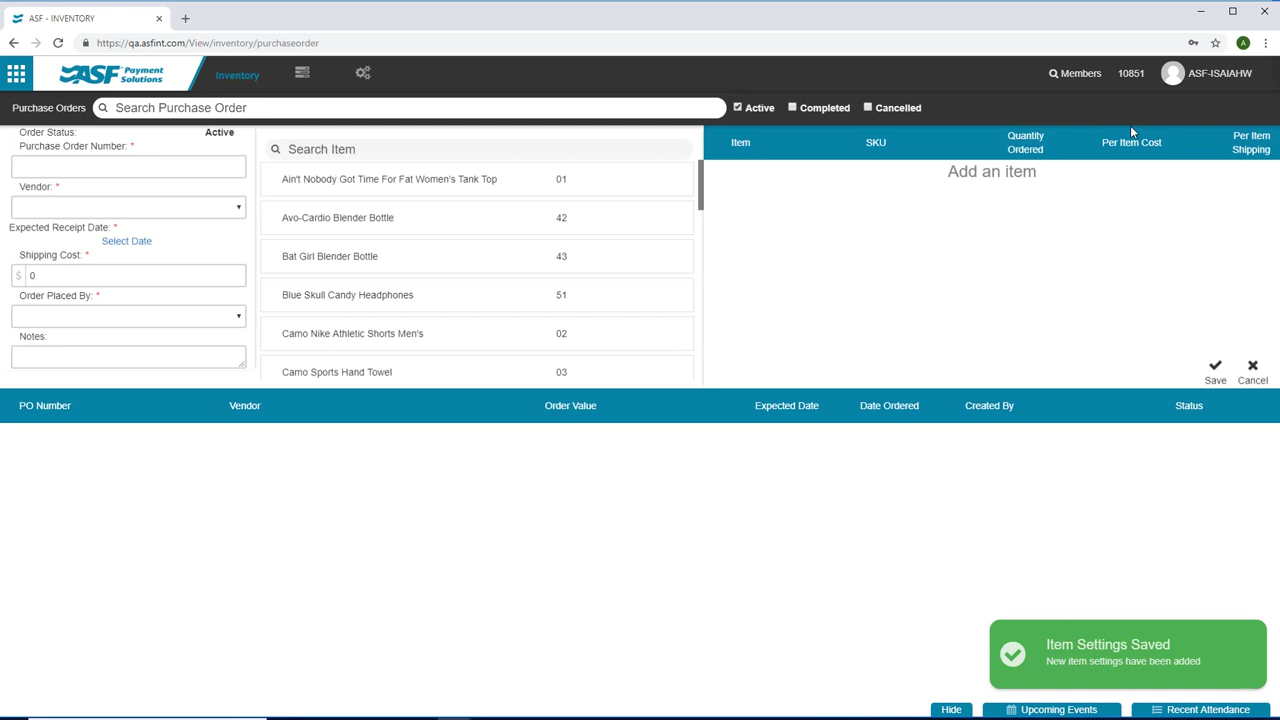 ASF - INVENTORY
https://qa.asfint.com/View/inventory/purchaseorder
A
ASF Payment Solutions
Inventory
Members
10851
ASF-ISAIAHW
Purchase Orders
Search Purchase Order
Active
Completed
Cancelled
Order Status: Active
Purchase Order Number: *
Vendor: *
Expected Receipt Date: *
Select Date
Shipping Cost: *
$ 0
Order Placed By: *
Notes:
Search Item
Ain't Nobody Got Time For Fat Women's Tank Top 01
Avo-Cardio Blender Bottle 42
Bat Girl Blender Bottle 43
Blue Skull Candy Headphones 51
Camo Nike Athletic Shorts Men's 02
Camo Sports Hand Towel 03
Item
SKU
Quantity
Ordered
Per Item Cost
Per Item
Shipping
Add an item
Save
Cancel
PO Number
Vendor
Order Value
Expected Date
Date Ordered
Created By
Status
Item Settings Saved
New item settings have been added
Hide
Upcoming Events
Recent Attendance